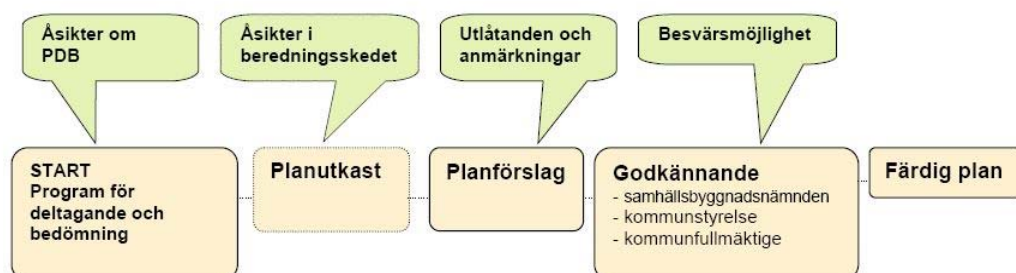 Åsikter om
PDB
Åsikter i
beredningsskedet
Utlåtanden och
anmärkningar
Besvärsmöjlighet
START
Program för
deltagande och
bedömning
Planutkast
Planförslag
Godkännande
- samhällsbyggnadsnämnden
- kommunstyrelse
- kommunfullmäktige
Färdig plan